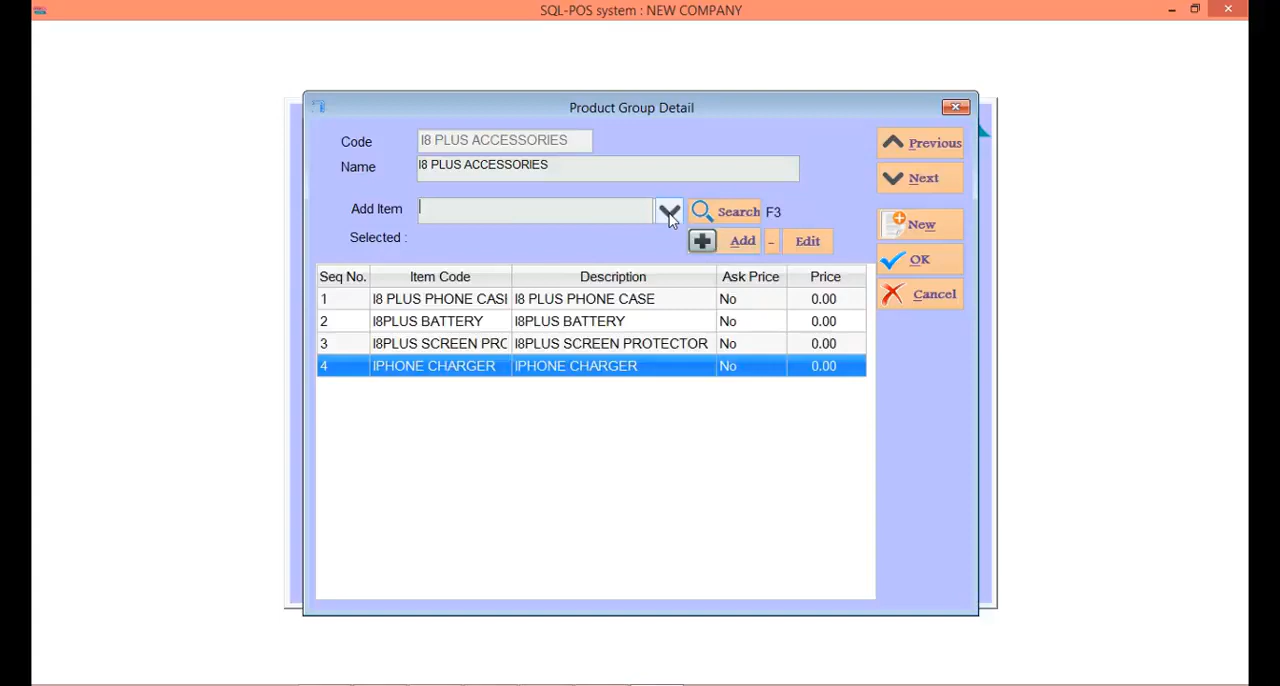 SQL-POS system : NEW COMPANY
Product Group Detail
Code I8 PLUS ACCESSORIES
Name I8 PLUS ACCESSORIES
Add Item Search F3
Selected : Add - Edit
Previous
Next
New
OK
Cancel
Seq No. Item Code Description Ask Price Price
1 I8 PLUS PHONE CASI I8 PLUS PHONE CASE No 0.00
2 I8PLUS BATTERY I8PLUS BATTERY No 0.00
3 I8PLUS SCREEN PRC I8PLUS SCREEN PROTECTOR No 0.00
4 IPHONE CHARGER IPHONE CHARGER No 0.00